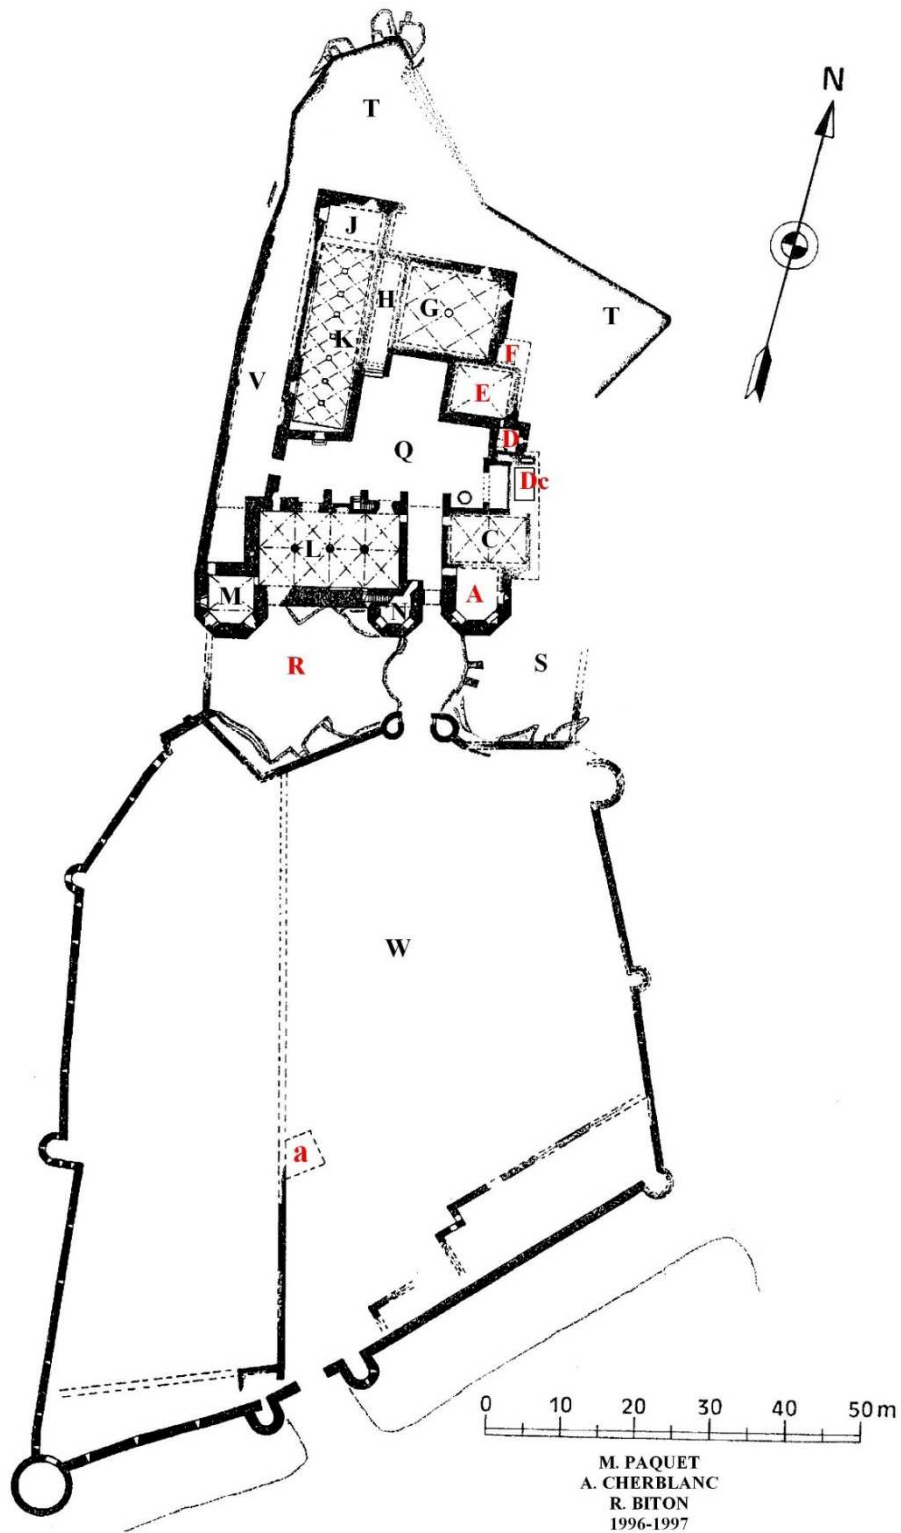 N
T
J
H
G
T
K
F
V
E
Q
D
Dc
L
C
M
N
A
R
S
W
a
0 10 20 30 40 50 m
M. PAQUET
A. CHERBLANC
R. BITON
1996-1997